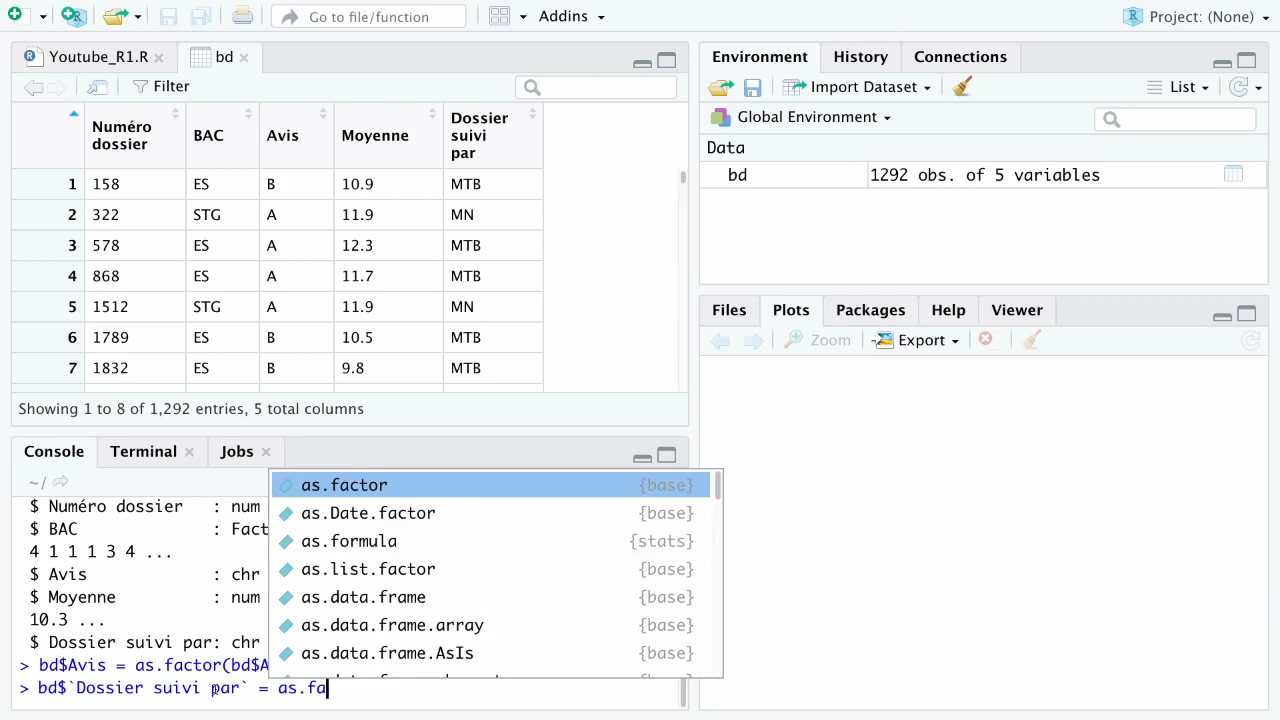 Go to file/function
Addins
Project: (None)
Youtube_R1.R
bd
Filter
Numéro dossier BAC Avis Moyenne Dossier suivi par
1 158 ES B 10.9 MTB
2 322 STG A 11.9 MN
3 578 ES A 12.3 MTB
4 868 ES A 11.7 MTB
5 1512 STG A 11.9 MN
6 1789 ES B 10.5 MTB
7 1832 ES B 9.8 MTB
Showing 1 to 8 of 1,292 entries, 5 total columns
Console Terminal Jobs
~/
$ Numéro dossier : num
$ BAC : Fact
4 1 1 1 3 4 ...
$ Avis : chr
$ Moyenne : num
10.3 ...
$ Dossier suivi par: chr
> bd$Avis = as.factor(bd$A
> bd$`Dossier suivi par` = as.fa
as.factor {base}
as.Date.factor {base}
as.formula {stats}
as.list.factor {base}
as.data.frame {base}
as.data.frame.array {base}
as.data.frame.AsIs {base}
Environment History Connections
Import Dataset List
Global Environment
Data
bd 1292 obs. of 5 variables
Files Plots Packages Help Viewer
Zoom Export